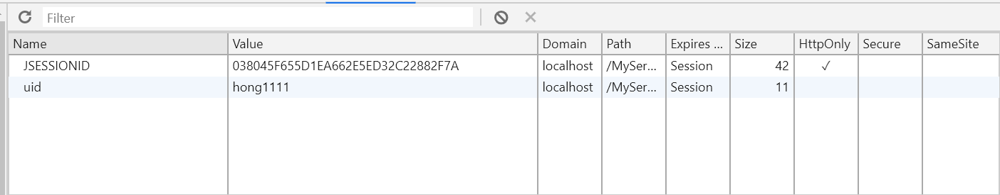 Filter
Name Value Domain Path Expires ... Size HttpOnly Secure SameSite
JSESSIONID 038045F655D1EA662E5ED32C22882F7A localhost /MySer... Session 42 ✓
uid hong1111 localhost /MySer... Session 11